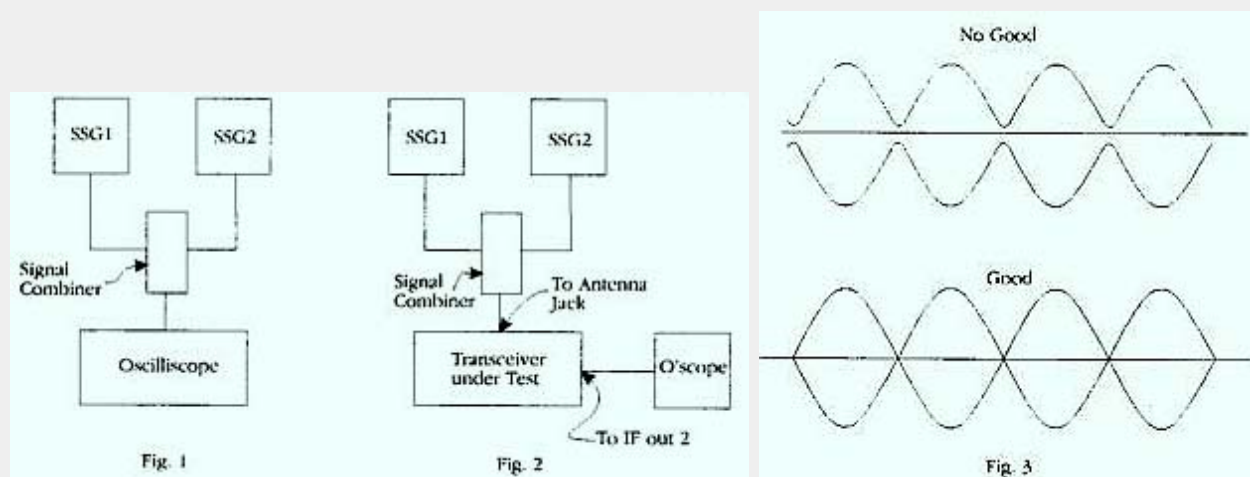 SSG1
SSG2
Signal
Combiner
Oscilliscope
Fig. 1
SSG1
SSG2
Signal
Combiner
To Antenna
Jack
Transceiver
under Test
O'scope
To IF out 2
Fig. 2
No Good
Good
Fig. 3